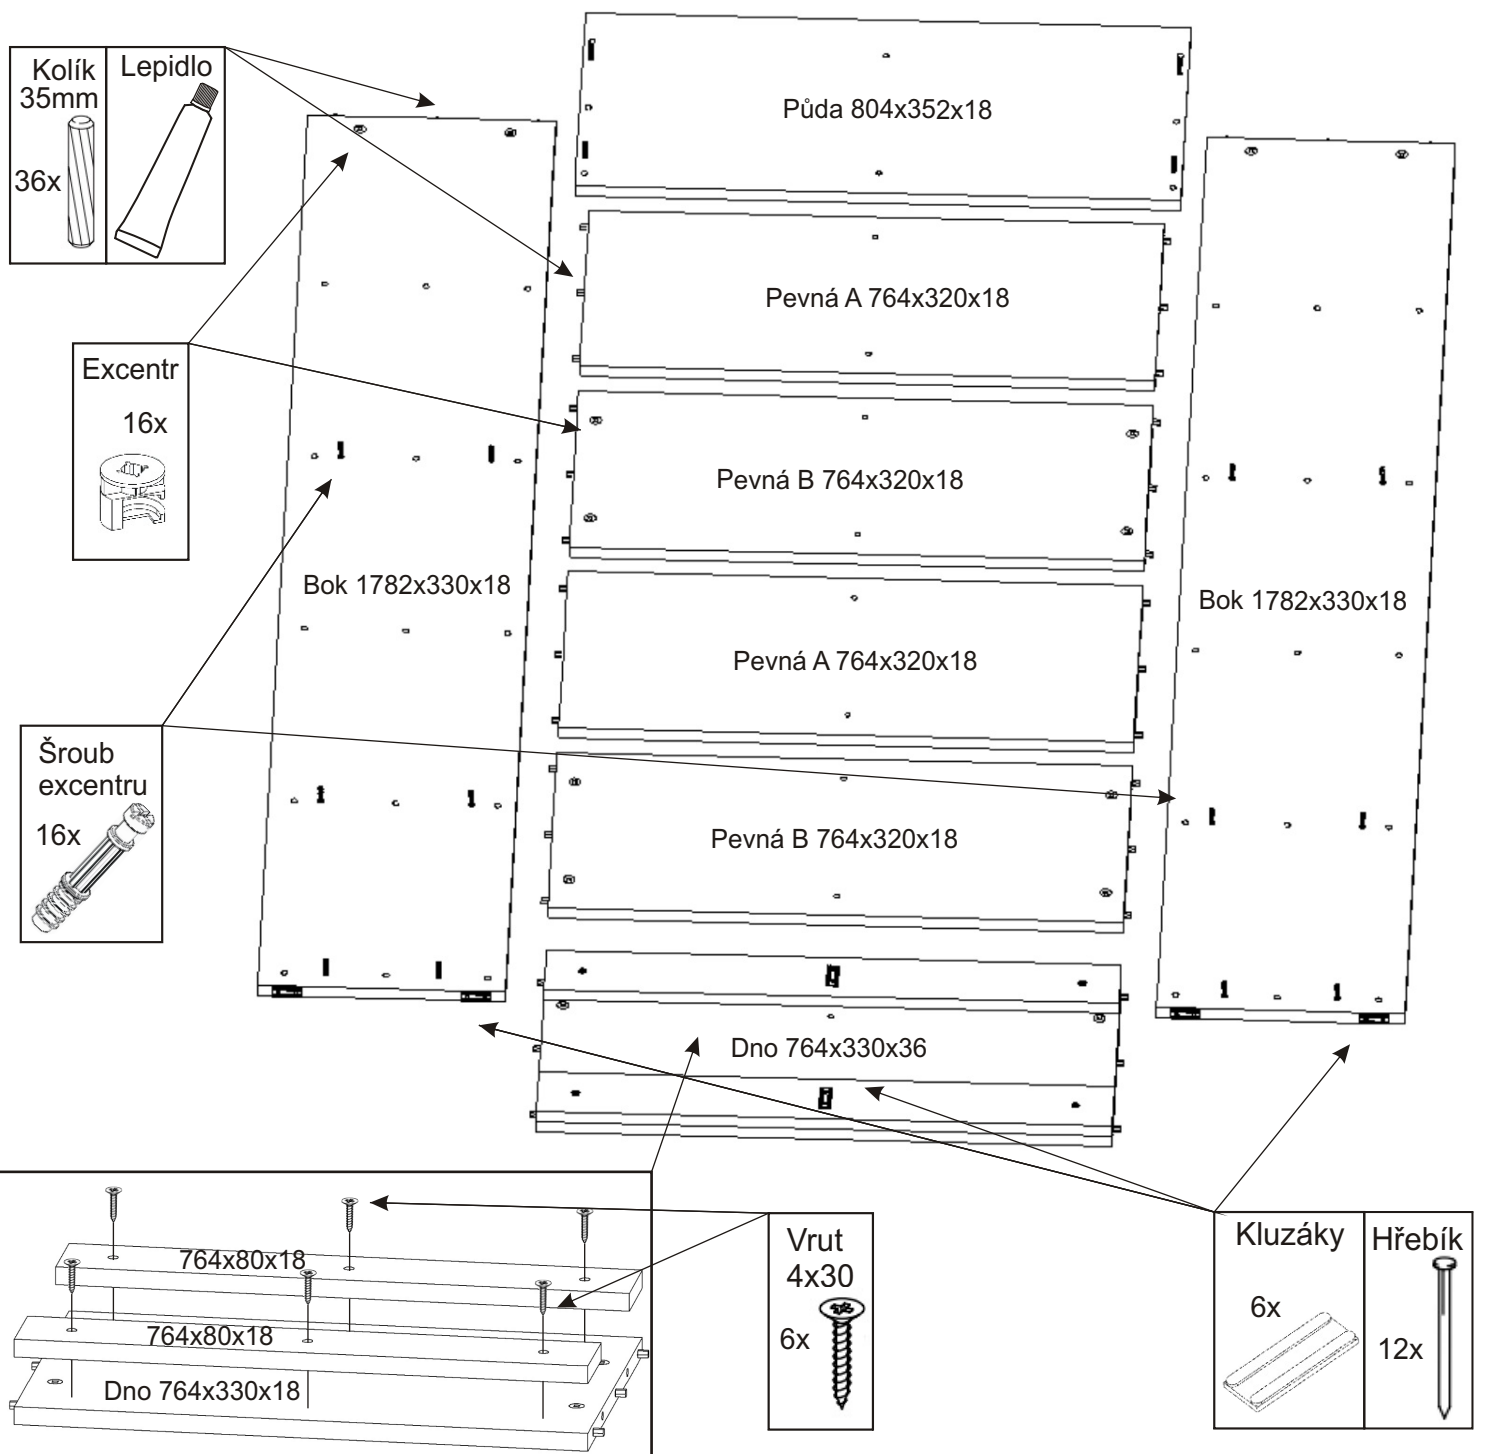 Kolík
35mm
36x
Lepidlo
Půda 804x352x18
Pevná A 764x320x18
Excentr
16x
Pevná B 764x320x18
Bok 1782x330x18
Bok 1782x330x18
Pevná A 764x320x18
Šroub
excentru
16x
Pevná B 764x320x18
Dno 764x330x36
764x80x18
764x80x18
Dno 764x330x18
Vrut
4x30
6x
Kluzáky
6x
Hřebík
12x